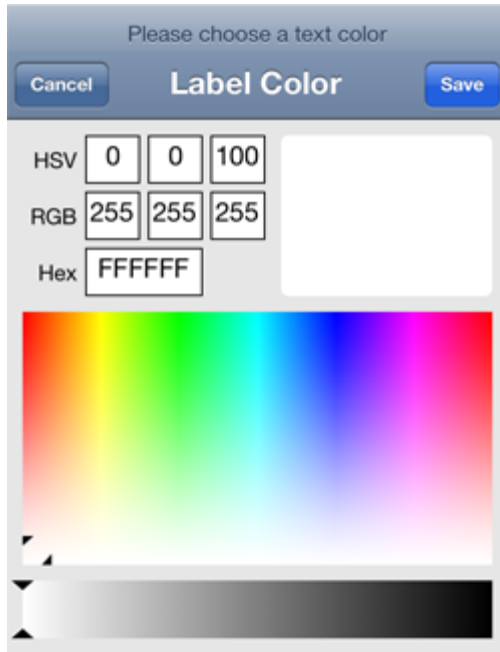 Please choose a text color
Cancel Label Color Save
HSV 0 0 100
RGB 255 255 255
Hex FFFFFF